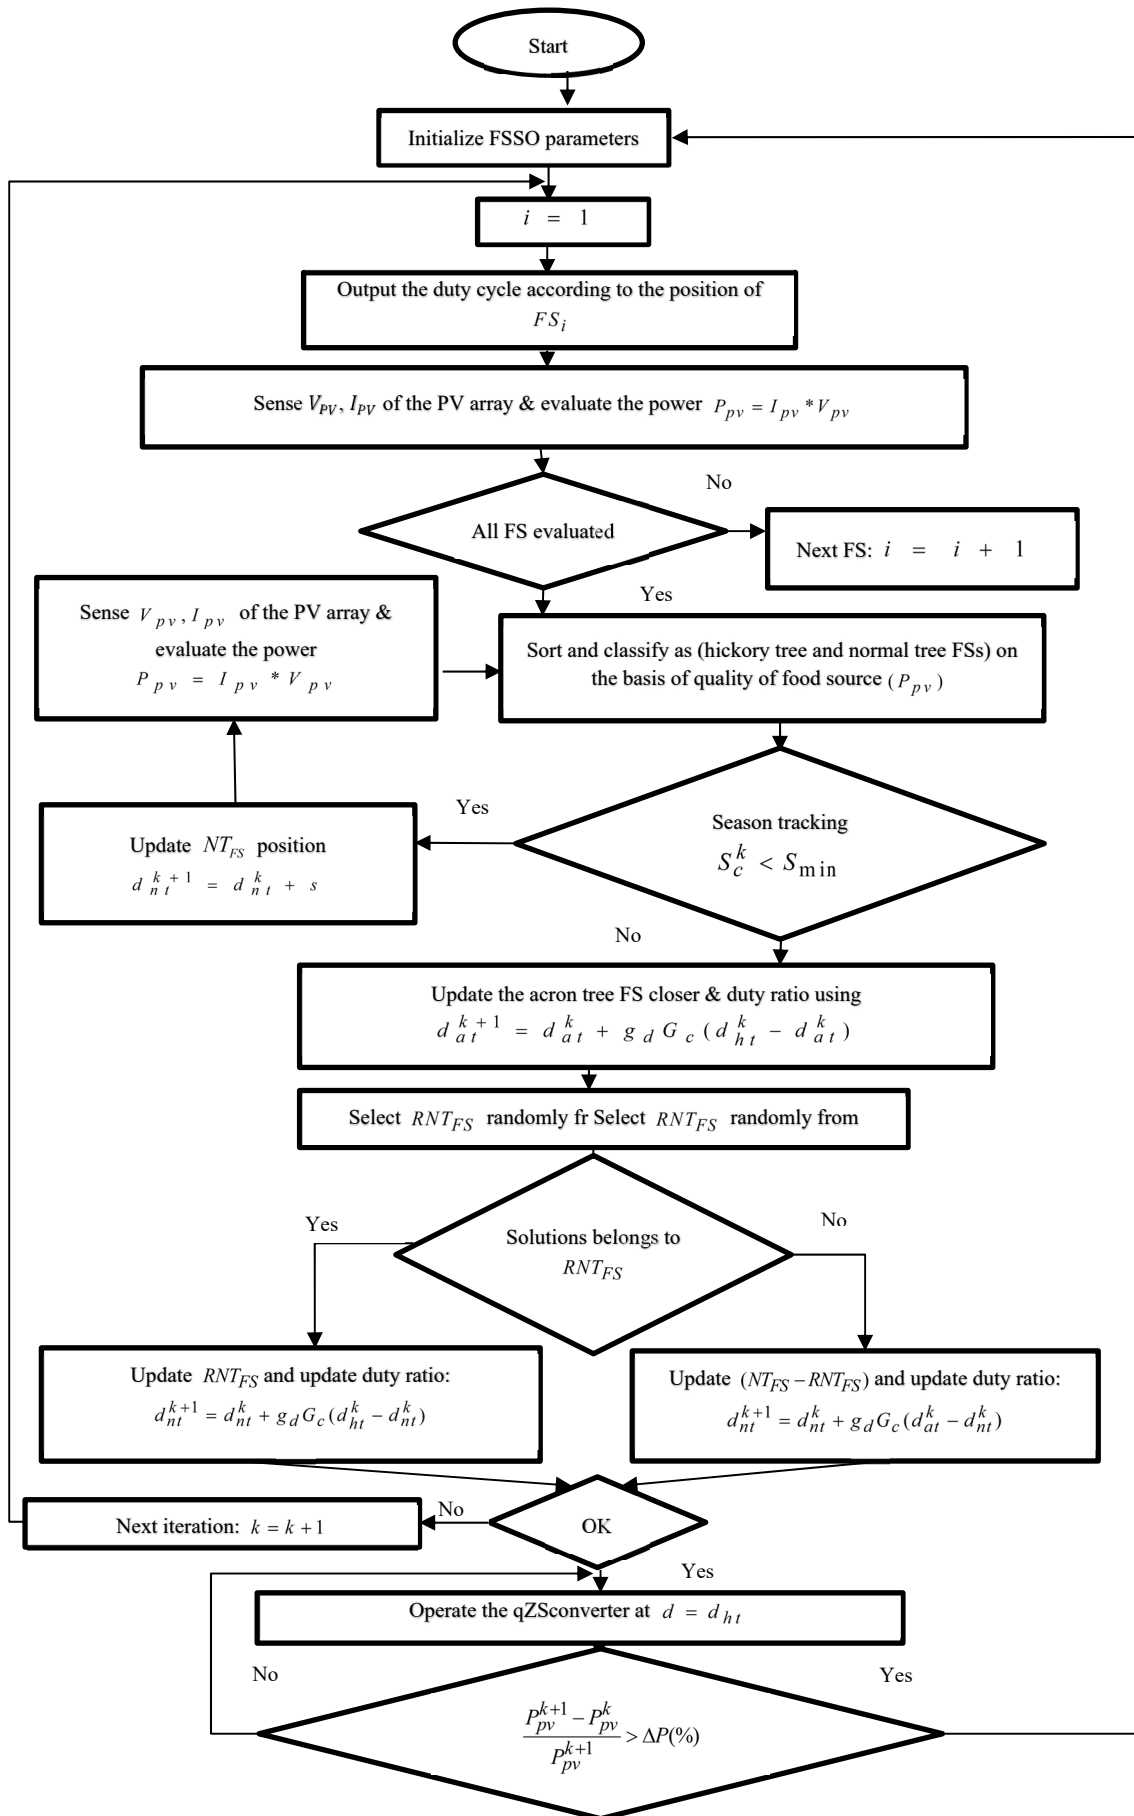 Start
Initialize FSSO parameters
i = 1
Output the duty cycle according to the position of
FS_i
Sense V_PV, I_PV of the PV array & evaluate the power P_pv = I_pv * V_pv
No
All FS evaluated
Next FS: i = i + 1
Yes
Sense V_pv, I_pv of the PV array &
evaluate the power
P_pv = I_pv * V_pv
Sort and classify as (hickory tree and normal tree FSs) on
the basis of quality of food source (P_pv)
Yes
Season tracking
S_c^k < S_min
Update NT_FS position
d_nt^{k+1} = d_nt^k + s
No
Update the acron tree FS closer & duty ratio using
d_at^{k+1} = d_at^k + g_d G_c (d_ht^k − d_at^k)
Select RNT_FS randomly fr Select RNT_FS randomly from
Yes
No
Solutions belongs to
RNT_FS
Update RNT_FS and update duty ratio:
d_nt^{k+1} = d_nt^k + g_d G_c (d_ht^k − d_nt^k)
Update (NT_FS − RNT_FS) and update duty ratio:
d_nt^{k+1} = d_nt^k + g_d G_c (d_at^k − d_nt^k)
No
OK
Next iteration: k = k + 1
Yes
Operate the qZSconverter at d = d_ht
No
Yes
(P_pv^{k+1} − P_pv^k) / P_pv^{k+1} > ΔP(%)